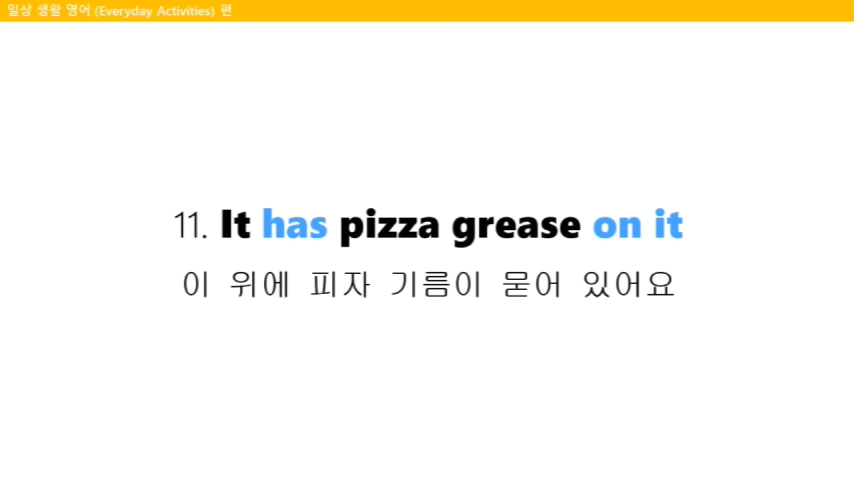 일상 생활 영어 (Everyday Activities) 편
11. It has pizza grease on it
이 위에 피자 기름이 묻어 있어요